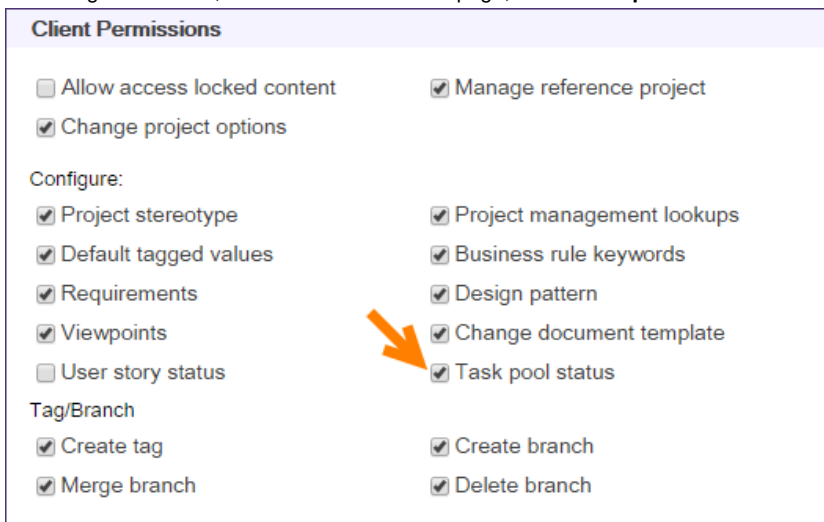 Client Permissions
Allow access locked content Manage reference project
Change project options
Configure:
Project stereotype Project management lookups
Default tagged values Business rule keywords
Requirements Design pattern
Viewpoints Change document template
User story status Task pool status
Tag/Branch
Create tag Create branch
Merge branch Delete branch